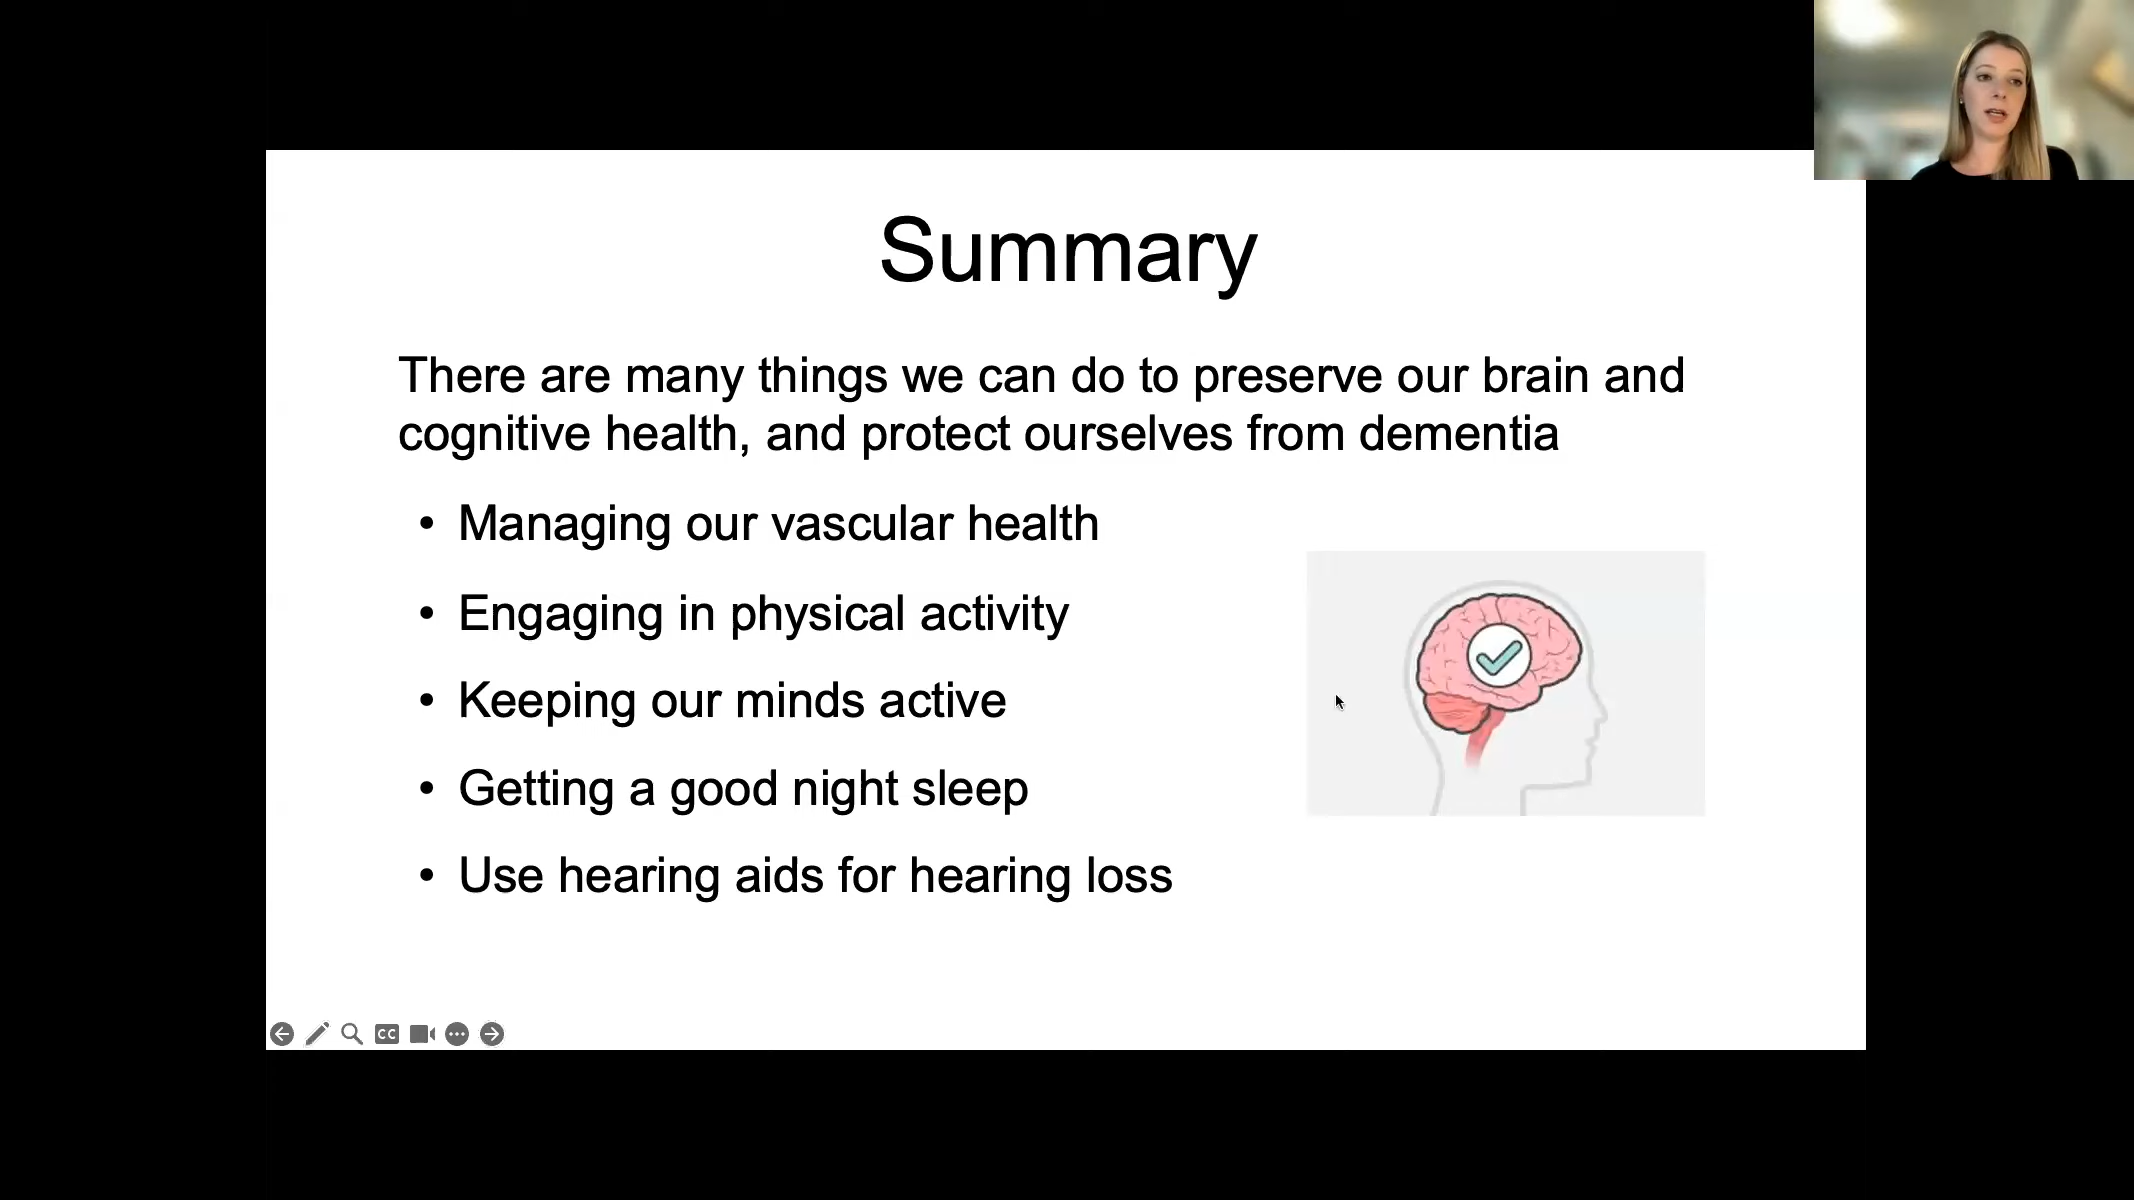 Summary
There are many things we can do to preserve our brain and
cognitive health, and protect ourselves from dementia
• Managing our vascular health
• Engaging in physical activity
• Keeping our minds active
• Getting a good night sleep
• Use hearing aids for hearing loss
CC